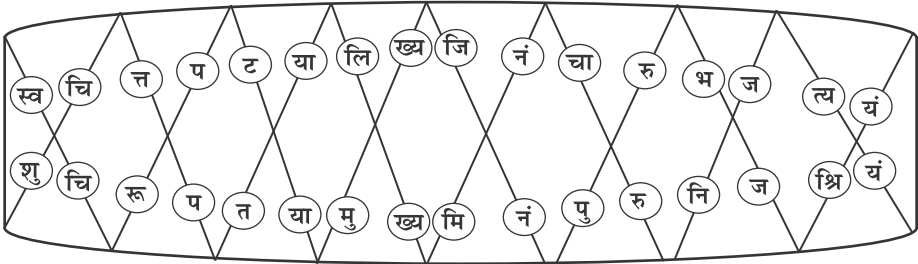 स्व चि त्त प ट या लि ख्य जि नं चा रु भ ज त्य यं
शु चि रू प त या मु ख्य मि नं पु रु नि ज श्रि यं